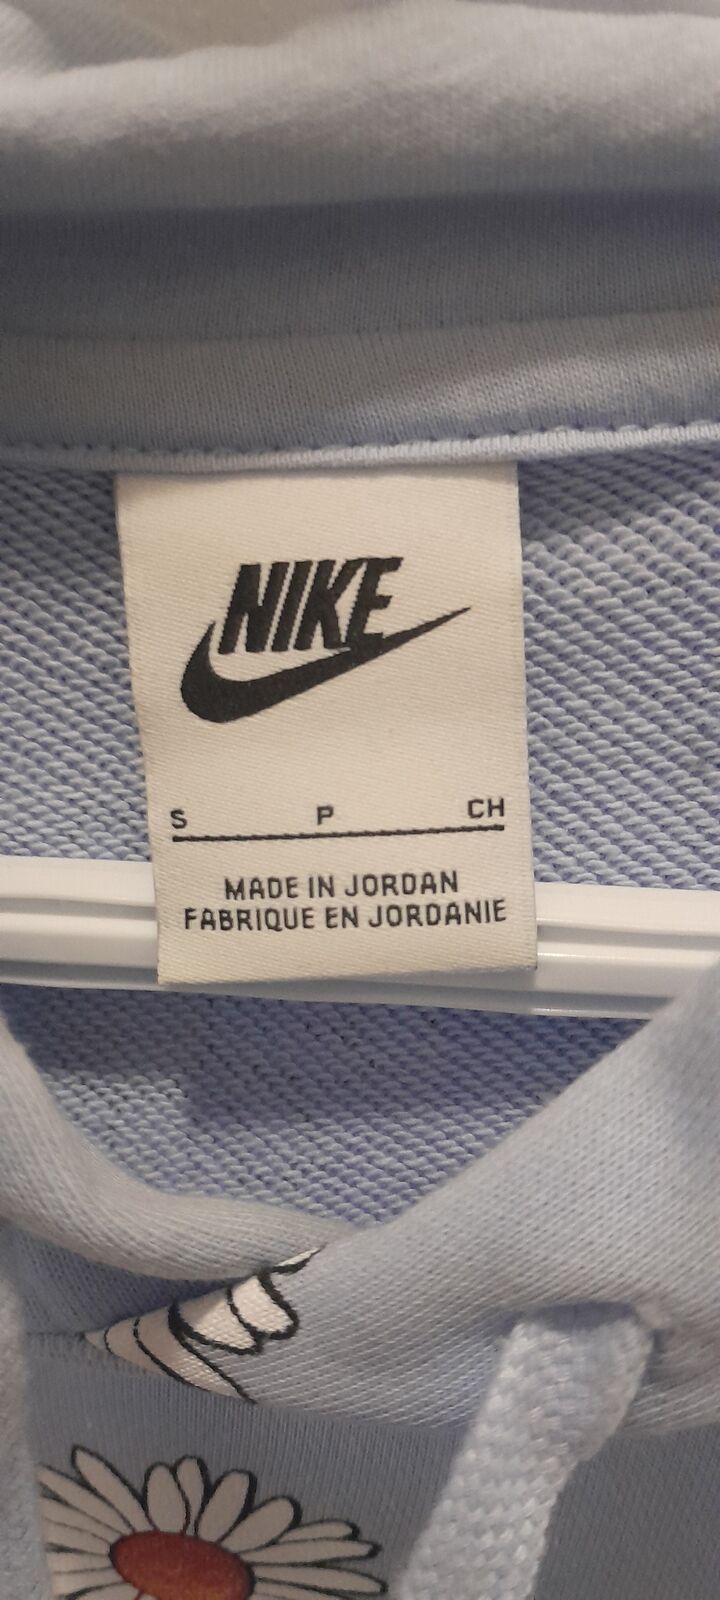 NIKE
S P CH
MADE IN JORDAN
FABRIQUE EN JORDANIE